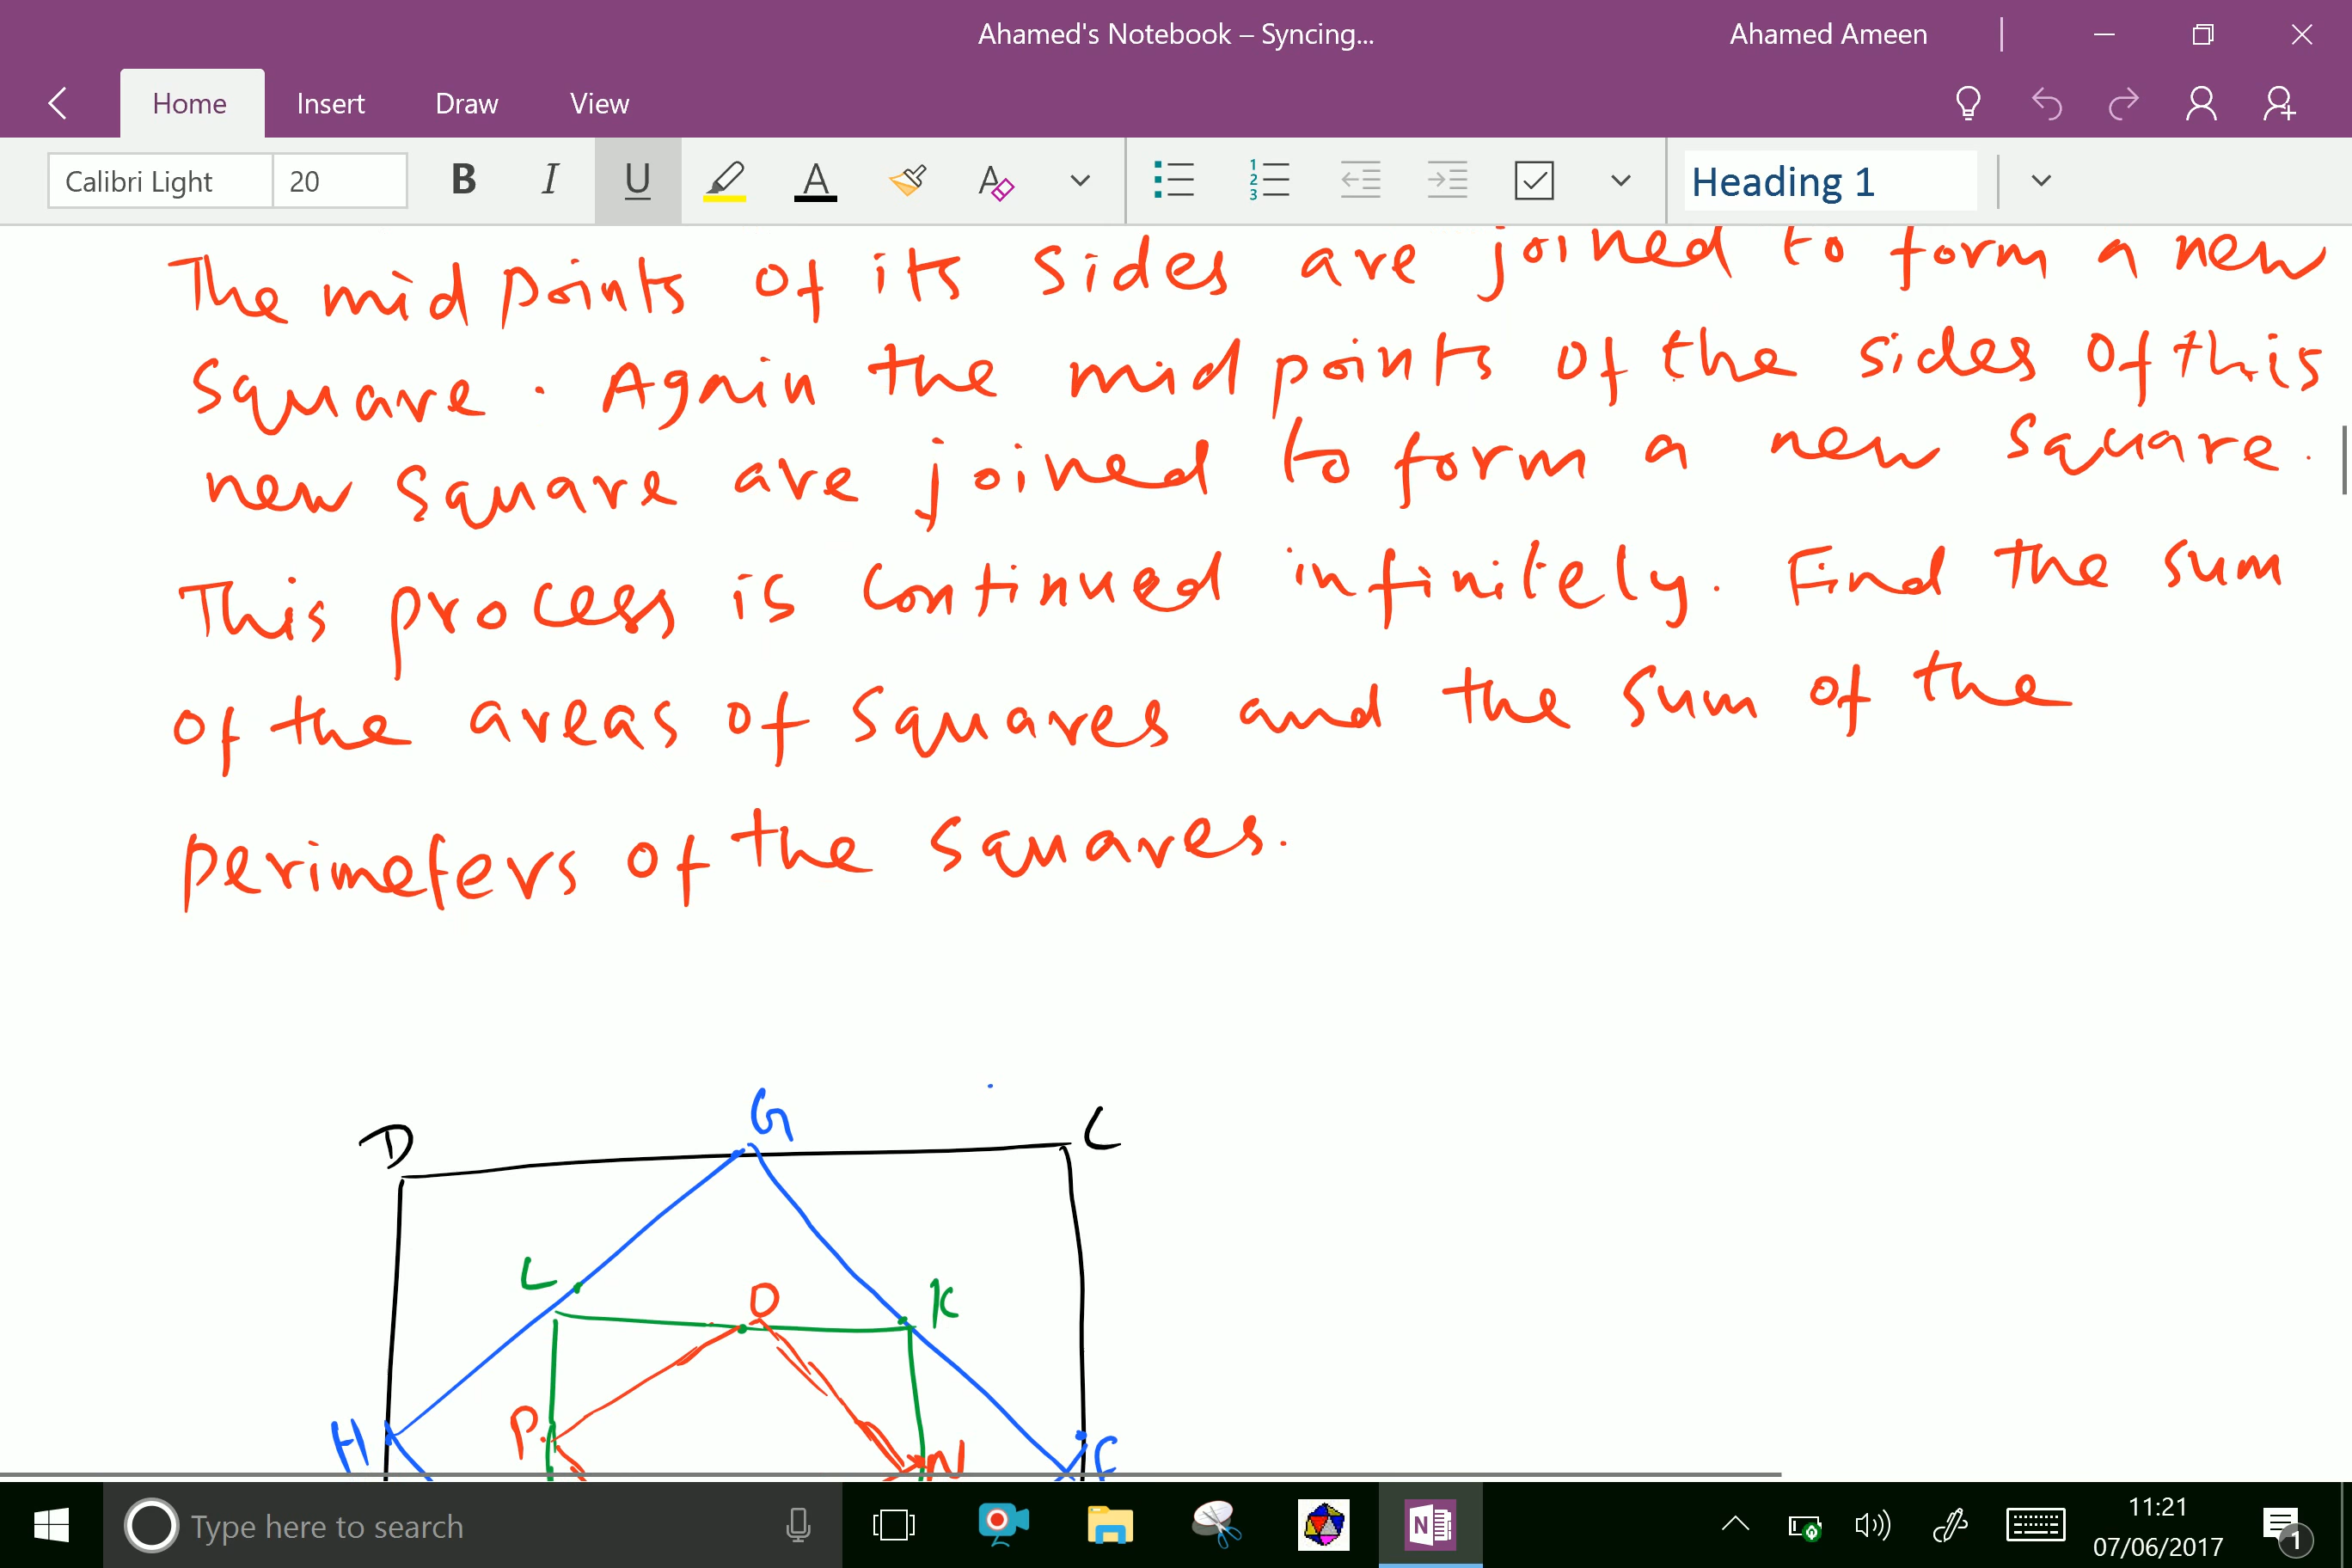 Ahamed's Notebook – Syncing...
Ahamed Ameen
Home Insert Draw View
Calibri Light 20 B I U A A Heading 1
The mid points of its sides are joined to form a new
square. Again the mid points of the sides of this
new square are joined to form a new square.
This process is continued infinitely. Find the sum
of the areas of squares and the sum of the
perimeters of the squares.
G
D C
L O K
H P N F
Type here to search
N
11:21
07/06/2017
1